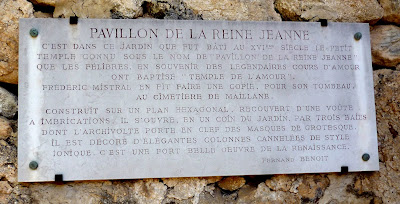 PAVILLON DE LA REINE JEANNE
C'EST DANS CE JARDIN QUE FUT BÂTI AU XVIème SIÈCLE LE PETIT
TEMPLE CONNU SOUS LE NOM DE "PAVILLON DE LA REINE JEANNE"
QUE LES FÉLIBRES, EN SOUVENIR DES LEGENDAIRES COURS D'AMOUR
ONT BAPTISÉ "TEMPLE DE L'AMOUR".
FRÉDÉRIC MISTRAL EN FIT FAIRE UNE COPIE, POUR SON TOMBEAU
AU CIMETIÈRE DE MAILLANE.
CONSTRUIT SUR UN PLAN HEXAGONAL, RECOUVERT D'UNE VOÛTE
A IMBRICATIONS, IL S'OUVRE, EN UN COIN DU JARDIN, PAR TROIS BAIES
DONT L'ARCHIVOLTE PORTE EN CLEF DES MASQUES DE GROTESQUE.
IL EST DÉCORÉ D'ÉLÉGANTES COLONNES CANNELÉES DE STYLE
IONIQUE. C'EST UNE FORT BELLE OEUVRE DE LA RENAISSANCE.
FERNAND BENOIT